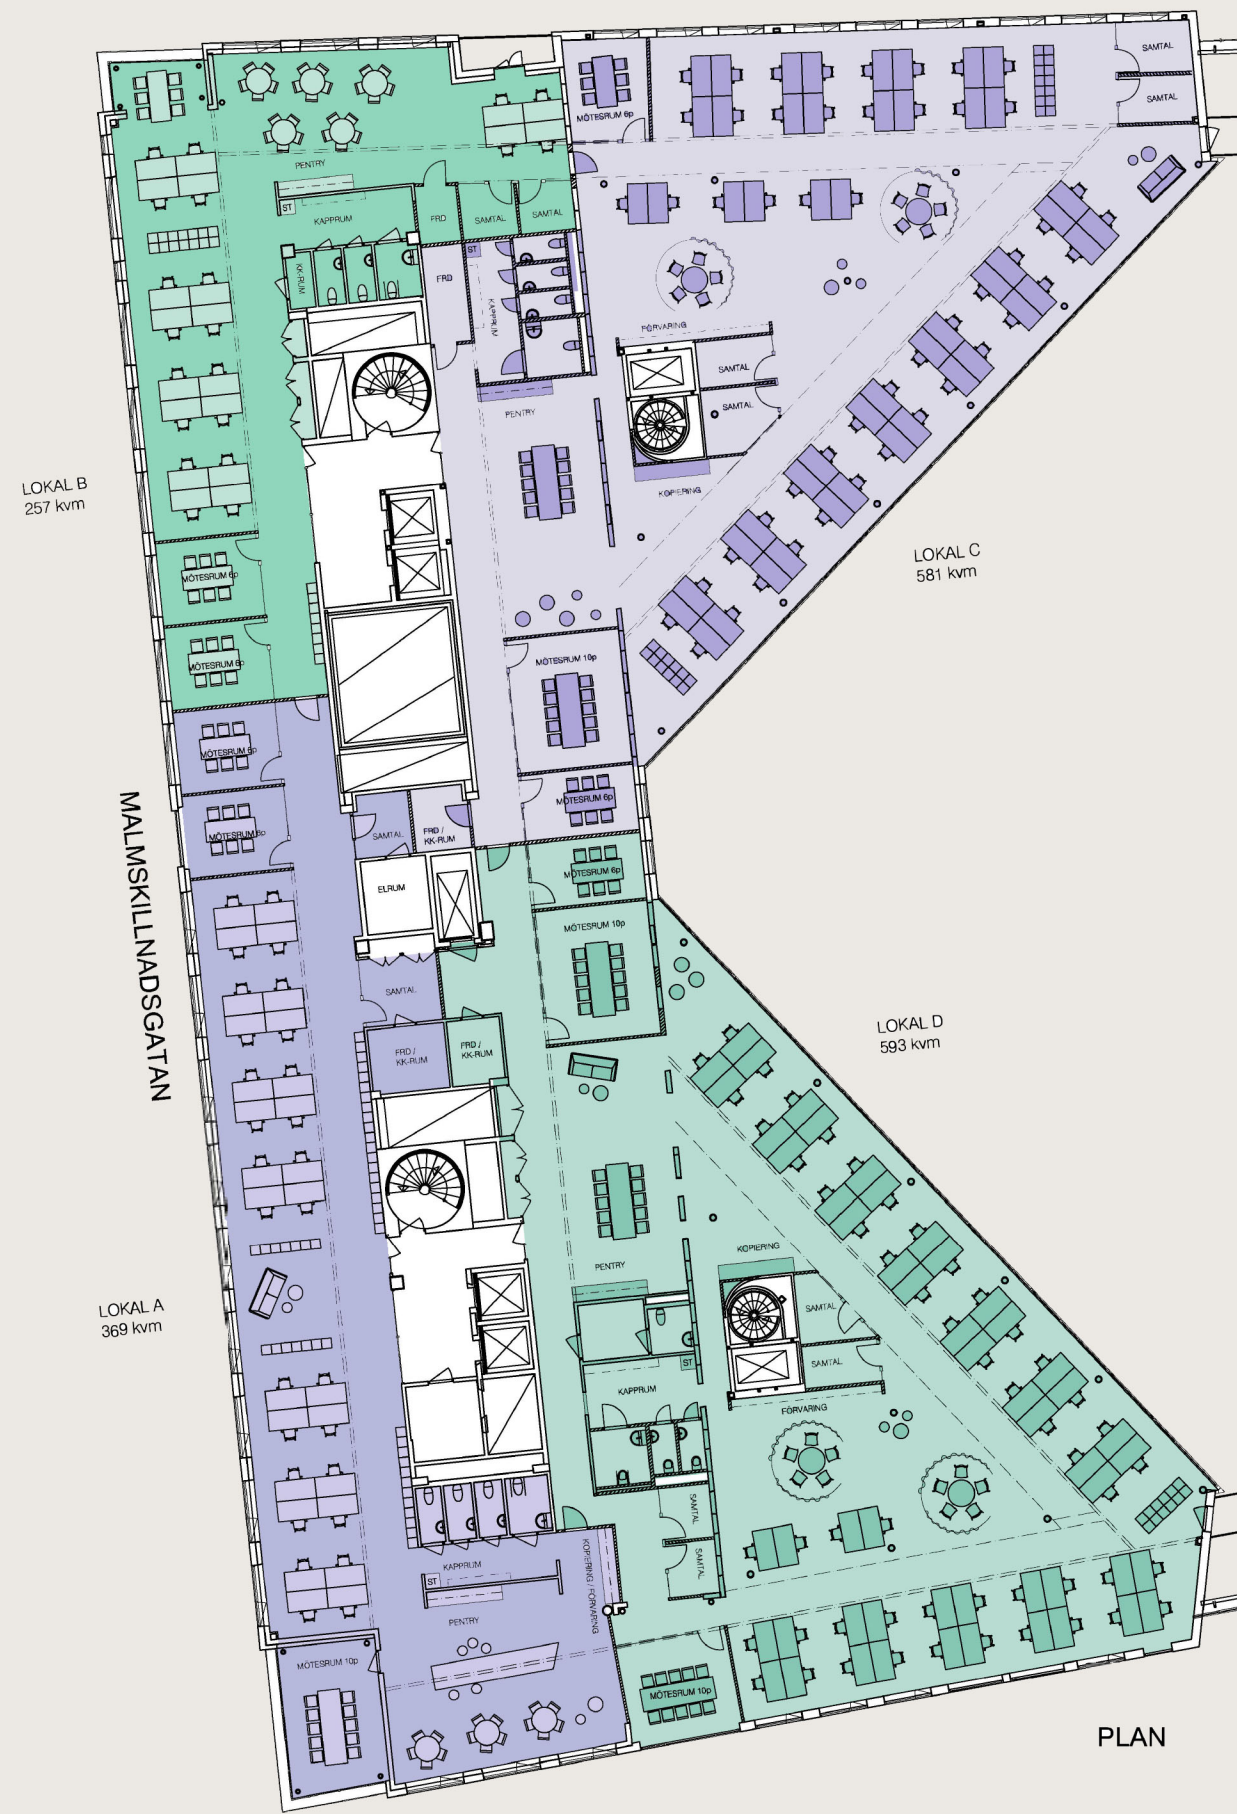 SAMTAL
SAMTAL
MÖTESRUM 6p
PENTRY
ST
KAPPRUM
FRD
SAMTAL
SAMTAL
KK-RUM
FRD
ST
KAPPRUM
FÖRVARING
SAMTAL
SAMTAL
PENTRY
KOPIERING
LOKAL B
257 kvm
LOKAL C
581 kvm
MÖTESRUM 6p
MÖTESRUM 6p
MÖTESRUM 10p
MÖTESRUM 6p
MÖTESRUM 6p
MÖTESRUM 6p
SAMTAL
FRD /
KK-RUM
MALMSKILLNADSGATAN
ELRUM
MÖTESRUM 6p
MÖTESRUM 10p
SAMTAL
FRD /
KK-RUM
FRD /
KK-RUM
LOKAL D
593 kvm
LOKAL A
369 kvm
PENTRY
KOPIERING
SAMTAL
SAMTAL
ST
KAPPRUM
FÖRVARING
SAMTAL
SAMTAL
KAPPRUM
ST
KOPIERING / FÖRVARING
PENTRY
MÖTESRUM 10p
MÖTESRUM 10p
PLAN